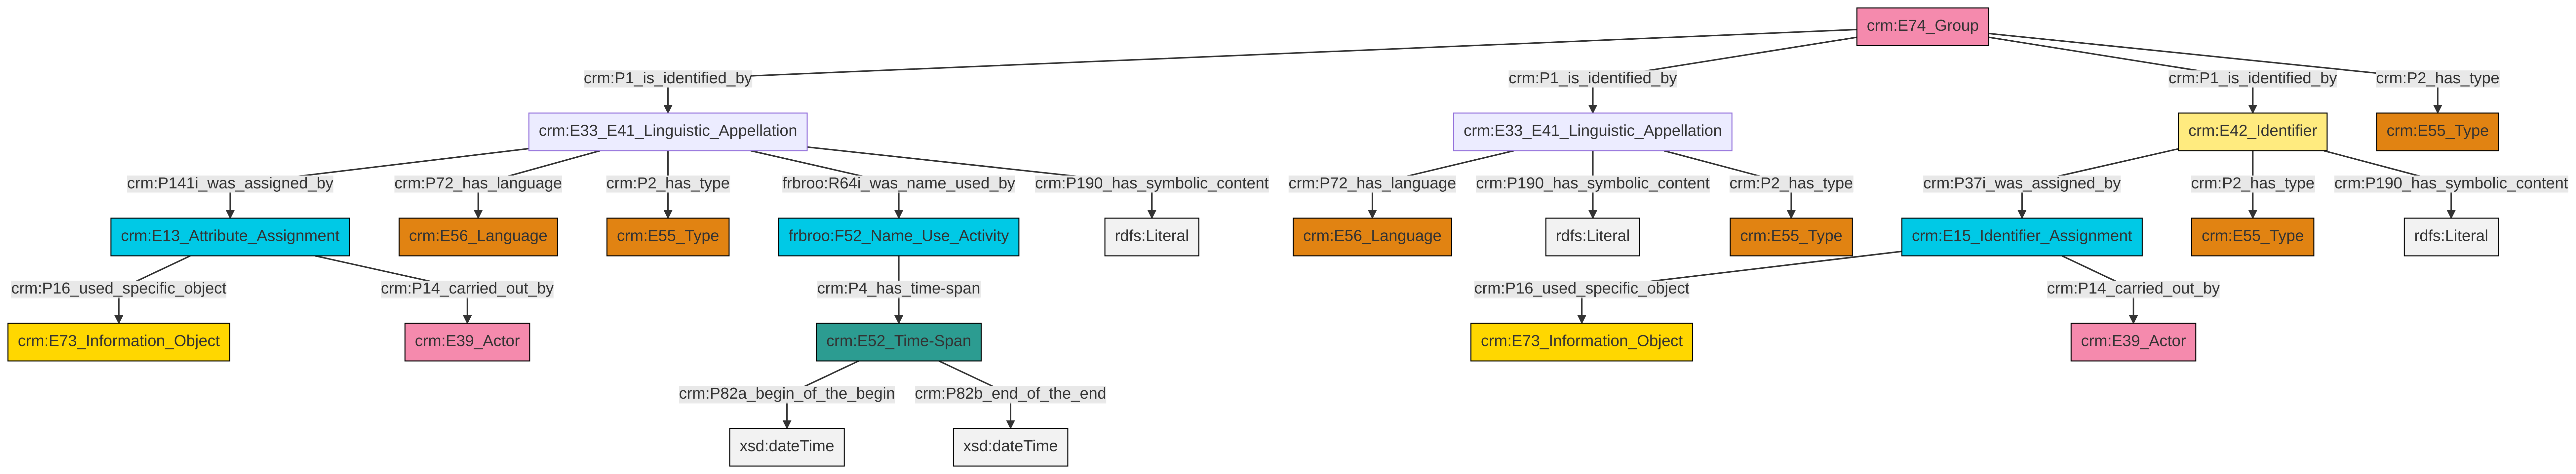 crm:E74_Group
crm:P1_is_identified_by
crm:P1_is_identified_by
crm:P1_is_identified_by
crm:P2_has_type
crm:E33_E41_Linguistic_Appellation
crm:E33_E41_Linguistic_Appellation
crm:E42_Identifier
crm:E55_Type
crm:P141i_was_assigned_by
crm:P72_has_language
crm:P2_has_type
frbroo:R64i_was_name_used_by
crm:P190_has_symbolic_content
crm:P72_has_language
crm:P190_has_symbolic_content
crm:P2_has_type
crm:P37i_was_assigned_by
crm:P2_has_type
crm:P190_has_symbolic_content
crm:E13_Attribute_Assignment
crm:E56_Language
crm:E55_Type
frbroo:F52_Name_Use_Activity
rdfs:Literal
crm:E56_Language
rdfs:Literal
crm:E55_Type
crm:E15_Identifier_Assignment
crm:E55_Type
rdfs:Literal
crm:P16_used_specific_object
crm:P14_carried_out_by
crm:P4_has_time-span
crm:P16_used_specific_object
crm:P14_carried_out_by
crm:E73_Information_Object
crm:E39_Actor
crm:E52_Time-Span
crm:E73_Information_Object
crm:E39_Actor
crm:P82a_begin_of_the_begin
crm:P82b_end_of_the_end
xsd:dateTime
xsd:dateTime